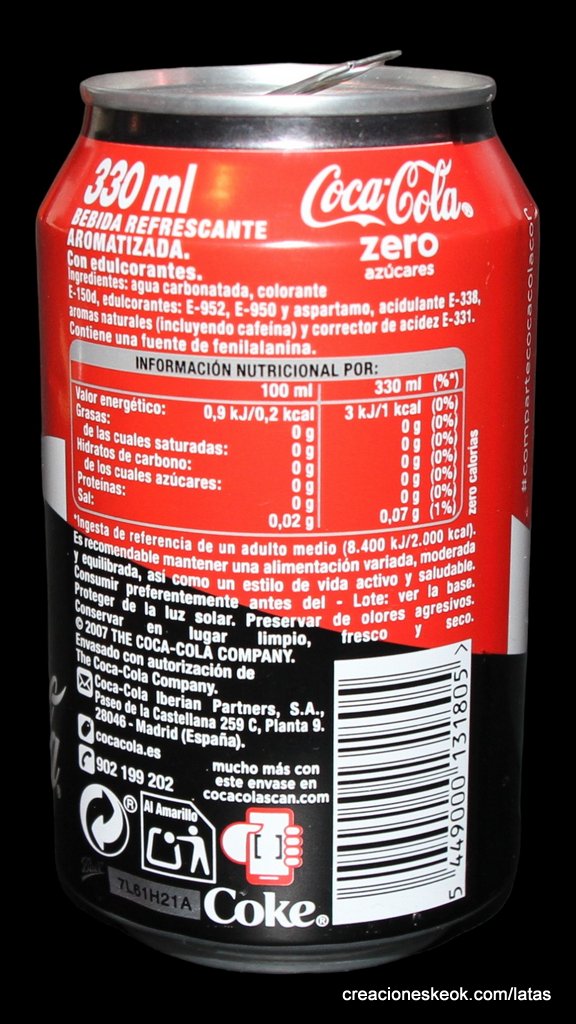 330 ml
BEBIDA REFRESCANTE
AROMATIZADA.
Con edulcorantes.
Coca-Cola®
zero
azúcares
Ingredientes: agua carbonatada, colorante
E-150d, edulcorantes: E-952, E-950 y aspartamo, acidulante E-338,
aromas naturales (incluyendo cafeína) y corrector de acidez E-331.
Contiene una fuente de fenilalanina.
INFORMACIÓN NUTRICIONAL POR:
100 ml 330 ml (%*)
Valor energético: 0,9 kJ/0,2 kcal 3 kJ/1 kcal (0%)
Grasas: 0 g 0 g (0%)
de las cuales saturadas: 0 g 0 g (0%)
Hidratos de carbono: 0 g 0 g (0%)
de los cuales azúcares: 0 g 0 g (0%)
Proteínas: 0 g 0 g (0%)
Sal: 0,02 g 0,07 g (1%)
zero calorías
#compartecocacolaco
*Ingesta de referencia de un adulto medio (8.400 kJ/2.000 kcal).
Es recomendable mantener una alimentación variada, moderada
y equilibrada, así como un estilo de vida activo y saludable.
Consumir preferentemente antes del - Lote: ver la base.
Proteger de la luz solar. Preservar de olores agresivos.
Conservar en lugar limpio, fresco y seco.
© 2007 THE COCA-COLA COMPANY.
Envasado con autorización de
The Coca-Cola Company.
Coca-Cola Iberian Partners, S.A.,
Paseo de la Castellana 259 C, Planta 9.
28046 - Madrid (España).
cocacola.es
902 199 202
mucho más con
este envase en
cocacolascan.com
®
Al Amarillo
7L61H21A
Coke®
5 449000 131805 >
creacioneskeok.com/latas